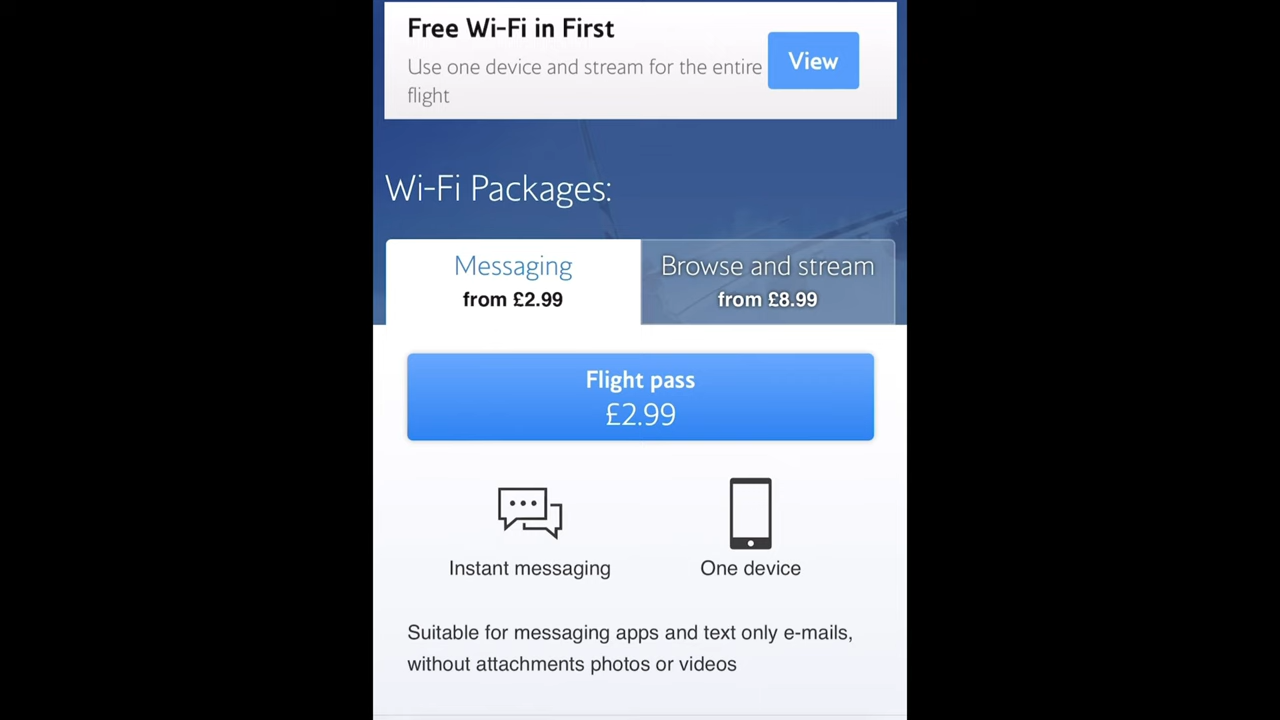 Free Wi-Fi in First
Use one device and stream for the entire
flight
View
Wi-Fi Packages:
Messaging
from £2.99
Browse and stream
from £8.99
Flight pass
£2.99
Instant messaging
One device
Suitable for messaging apps and text only e-mails,
without attachments photos or videos